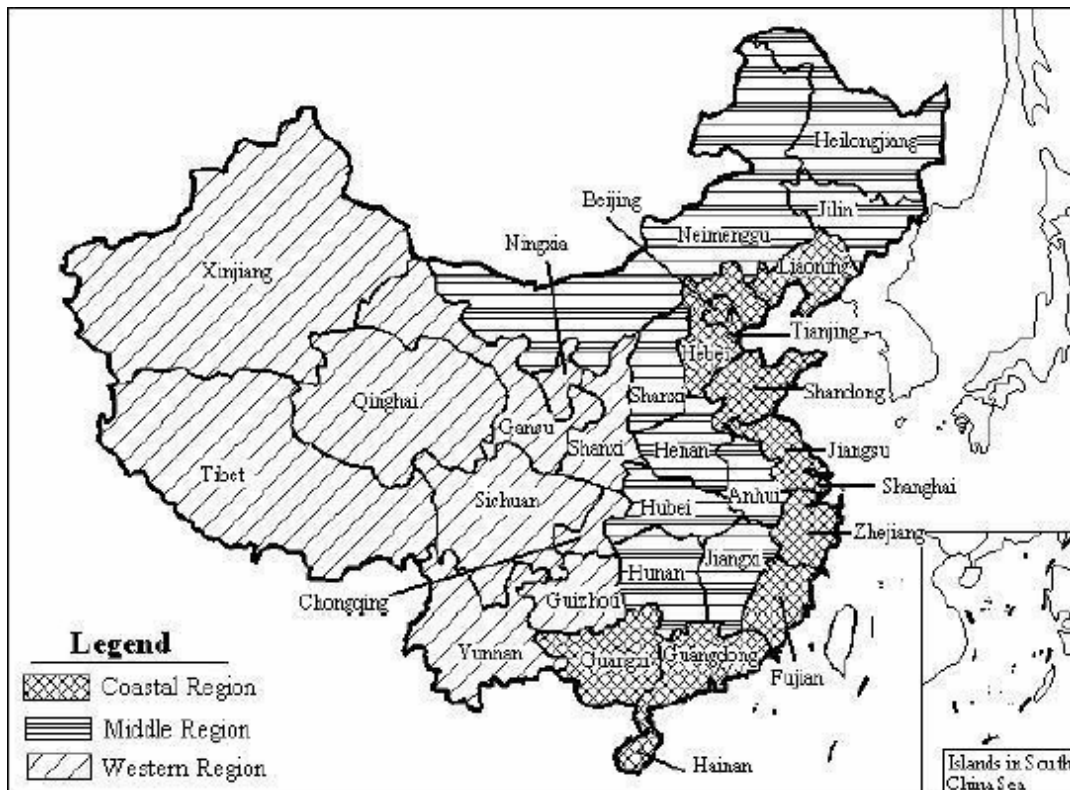 Heilongjiang
Beijing
Jilin
Ningxia
Neimenggu
Xinjiang
Liaoning
Tianjing
Hebei
Shandong
Qinghai
Shanxi
Gansu
Shanxi
Henan
Jiangsu
Tibet
Sichuan
Anhui
Shanghai
Hubei
Zhejiang
Jiangxi
Hunan
Chongqing
Guizhou
Legend
Yunnan
Guangxi
Guangdong
Fujian
Coastal Region
Middle Region
Western Region
Hainan
Islands in South
China Sea